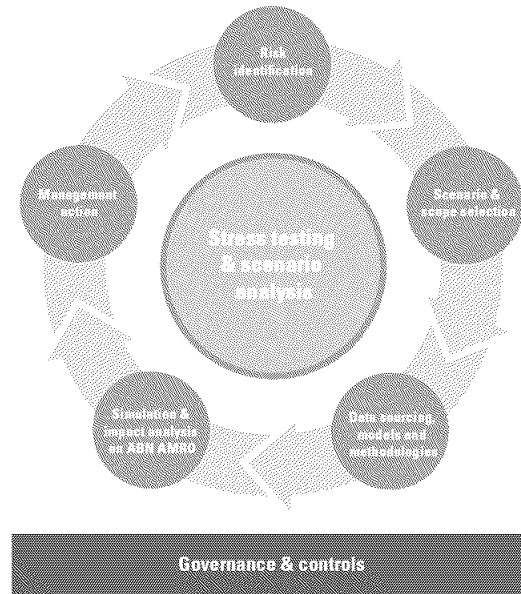 Risk
identification
Management
action
Scenario &
scope selection
Stress testing
& scenario
analysis
Simulation &
impact analysis
on ABN AMRO
Data sourcing,
models and
methodologies
Governance & controls